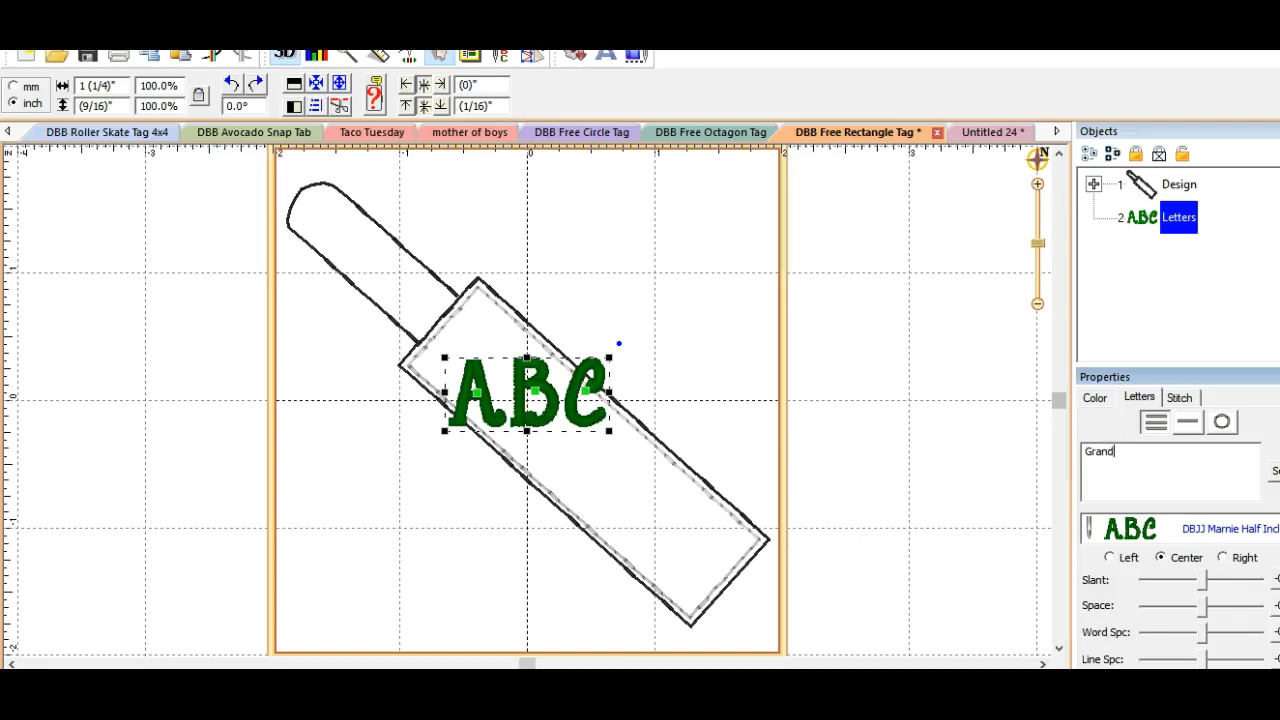 3D
mm
1 (1/4)"
100.0%
(0)"
inch
(9/16)"
100.0%
0.0°
(1/16)"
DBB Roller Skate Tag 4x4
DBB Avocado Snap Tab
Taco Tuesday
mother of boys
DBB Free Circle Tag
DBB Free Octagon Tag
DBB Free Rectangle Tag *
Untitled 24 *
Objects
N
1 Design
2 ABC Letters
ABC
Properties
Color
Letters
Stitch
Grand
ABC
DBJJ Marnie Half Incl
Left
Center
Right
Slant:
Space:
Word Spc:
Line Spc: